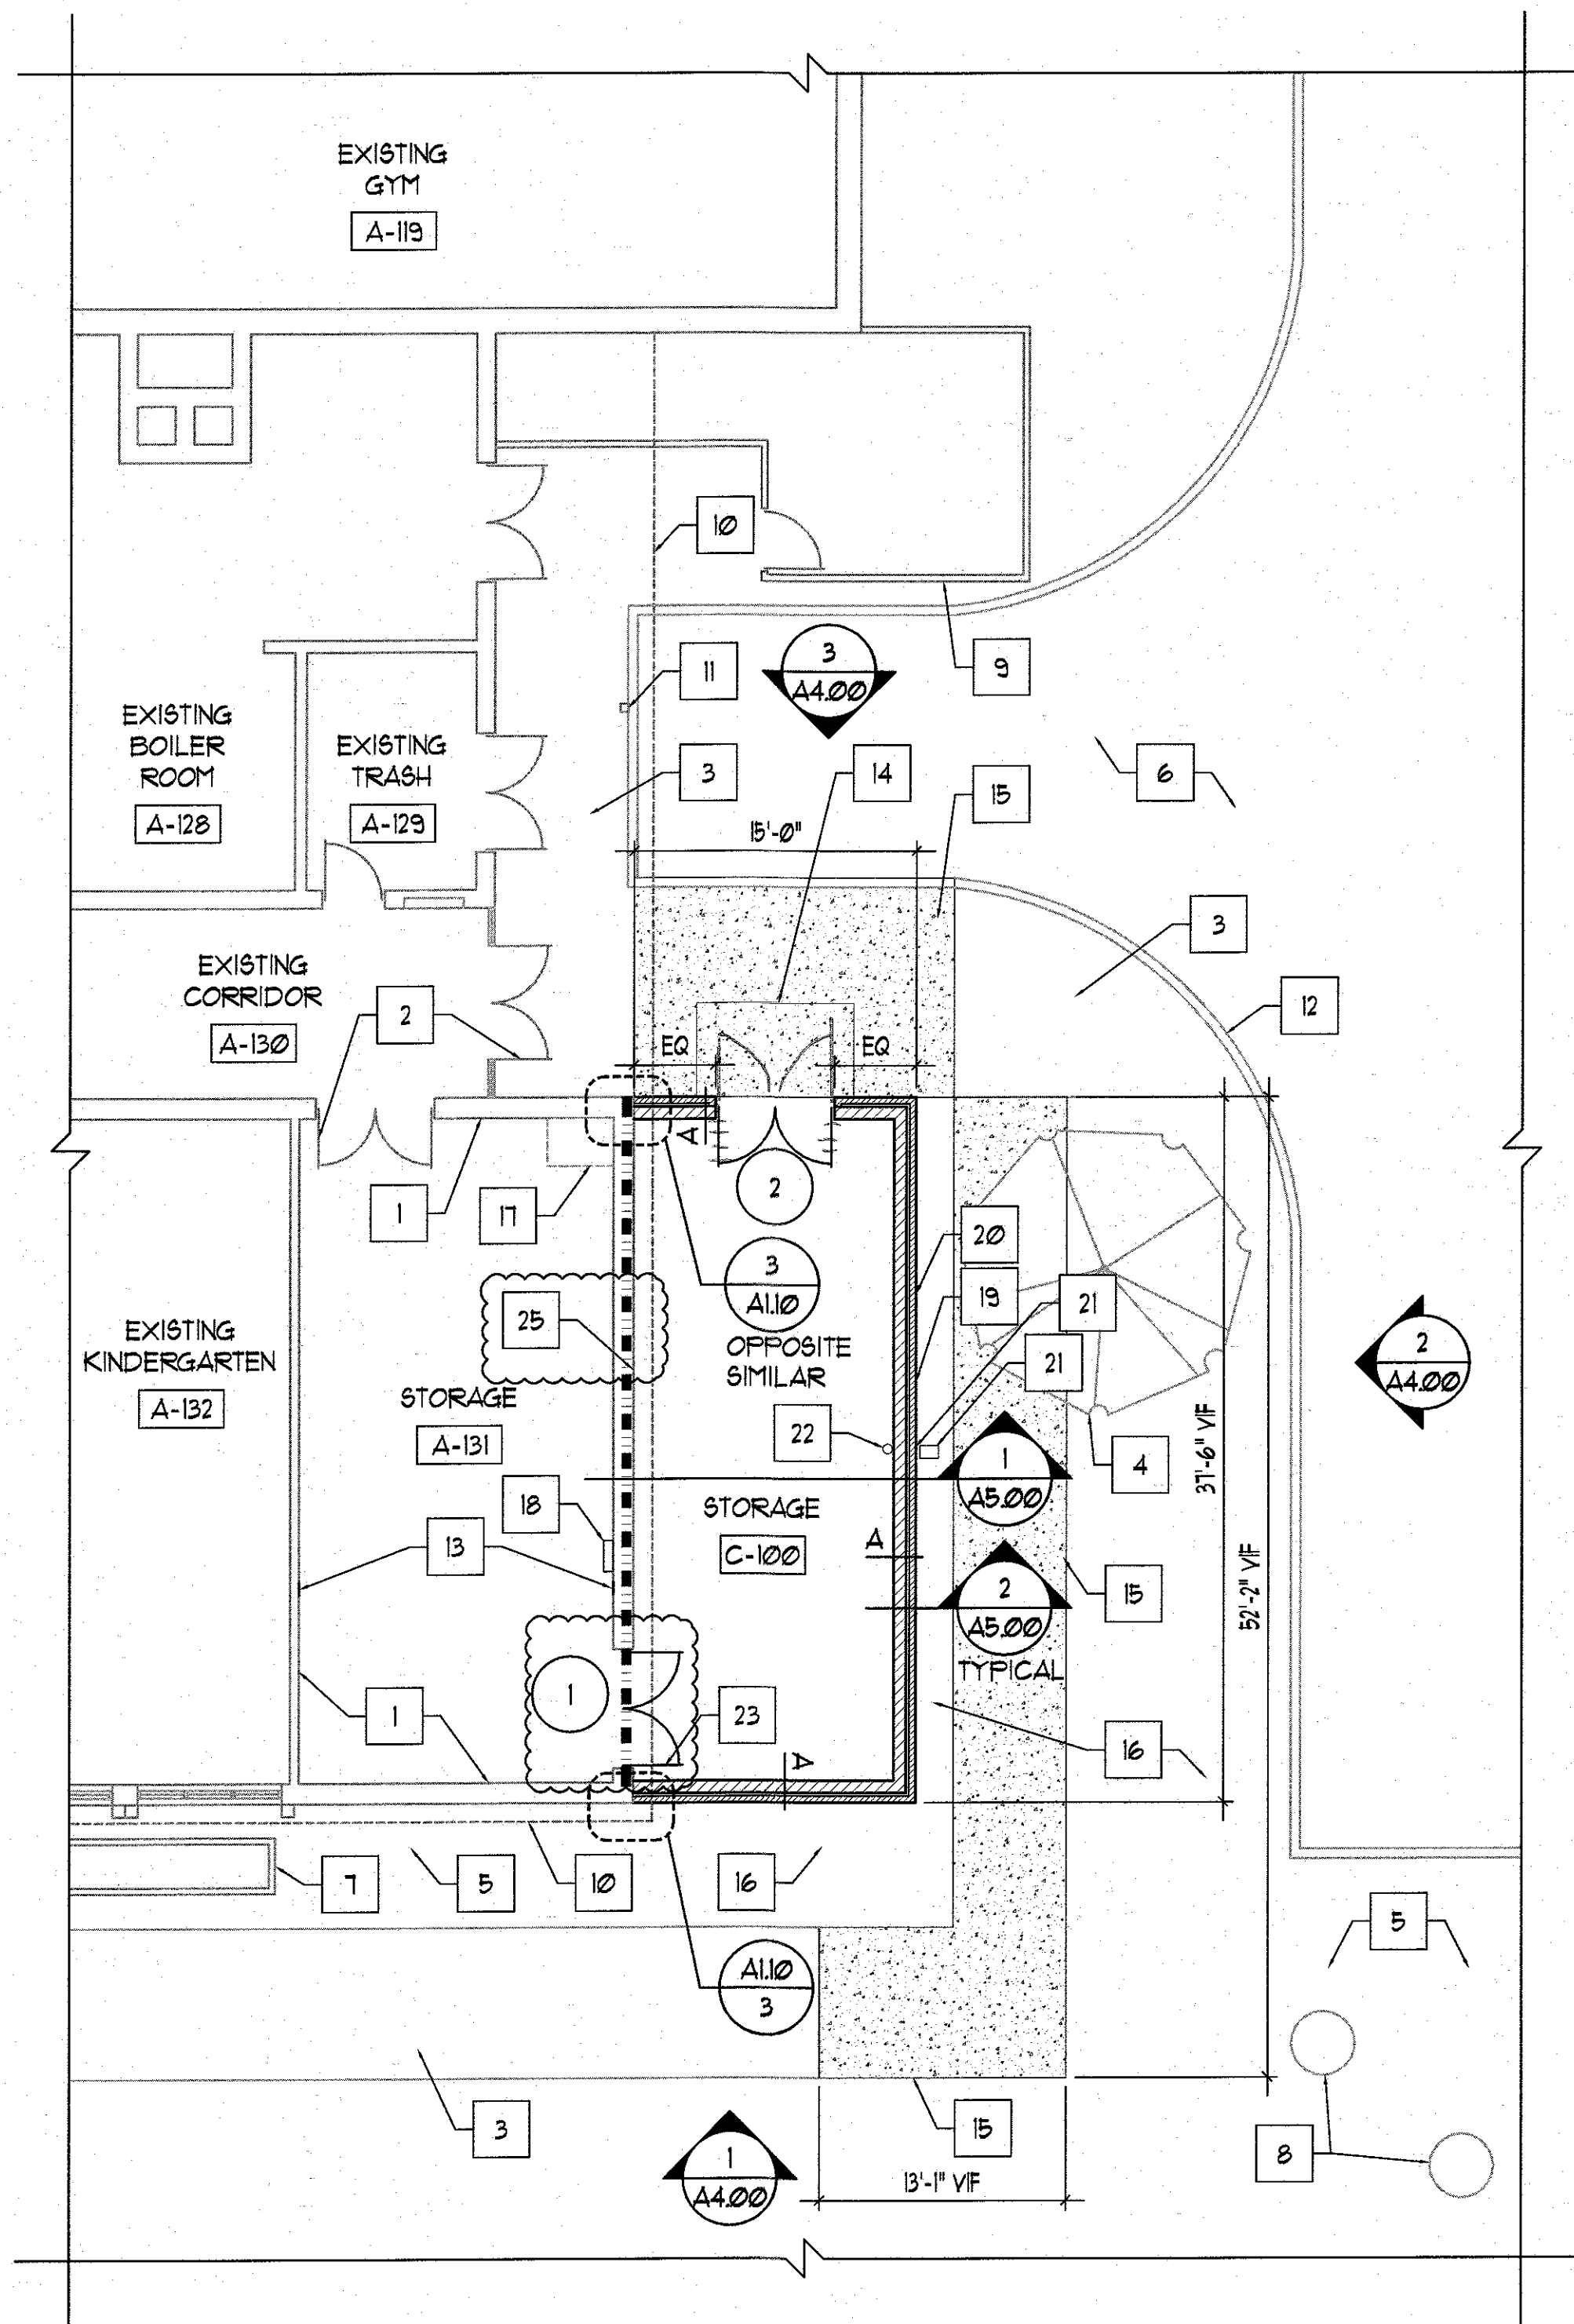 EXISTING
GYM
A-119
10
3
A4.00
11
9
EXISTING
BOILER
ROOM
A-128
EXISTING
TRASH
A-129
3
14
15
6
15'-0"
3
EXISTING
CORRIDOR
A-130
2
12
EQ
EQ
A
1
17
2
20
3
A1.10
OPPOSITE
SIMILAR
19
21
25
21
EXISTING
KINDERGARTEN
A-132
2
A4.00
STORAGE
A-131
22
4
37'-6" VIF
1
A5.00
18
STORAGE
C-100
13
A
52'-2" VIF
15
2
A5.00
TYPICAL
1
1
23
16
A
7
5
10
16
5
A1.10
3
3
15
8
1
A4.00
13'-1" VIF